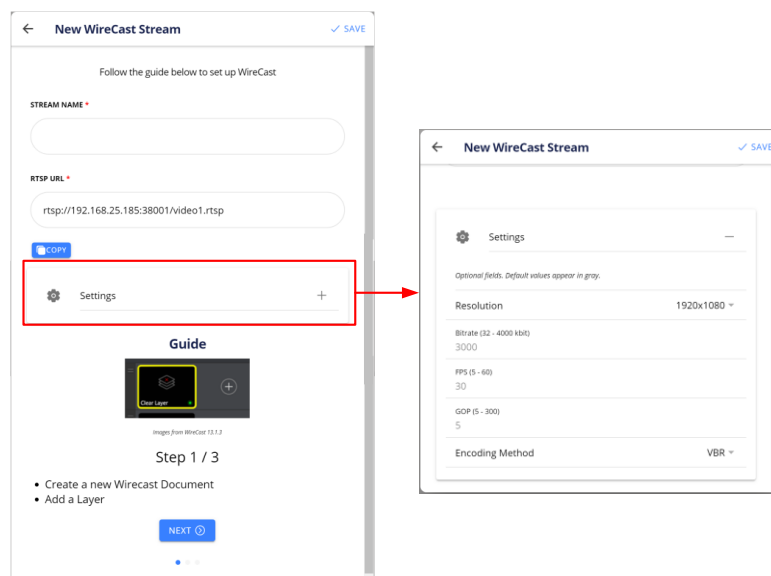 New WireCast Stream
SAVE
Follow the guide below to set up WireCast
STREAM NAME *
RTSP URL *
rtsp://192.168.25.185:38001/video1.rtsp
COPY
Settings
Guide
Clear Layer
Images from WireCast 13.1.3
Step 1 / 3
Create a new Wirecast Document
Add a Layer
NEXT
New WireCast Stream
SAVE
Settings
Optional fields. Default values appear in gray.
Resolution 1920x1080
Bitrate (32 - 4000 kbit)
3000
FPS (5 - 60)
30
GOP (5 - 300)
5
Encoding Method VBR